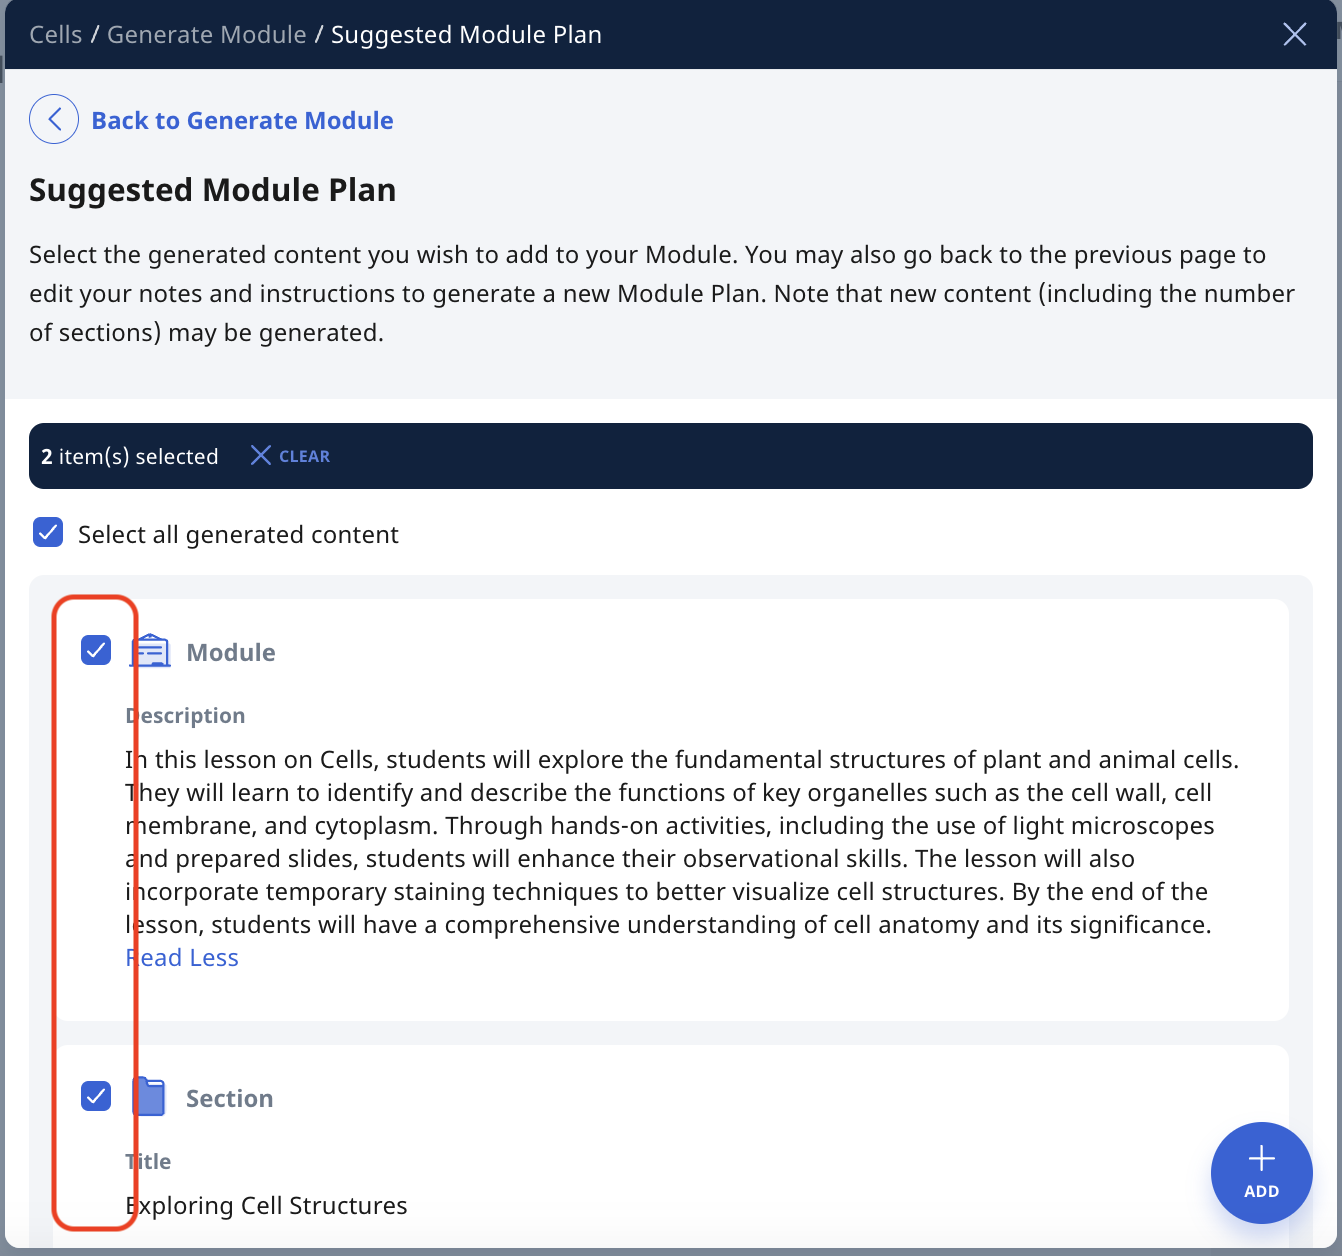 Cells / Generate Module / Suggested Module Plan
Back to Generate Module
Suggested Module Plan
Select the generated content you wish to add to your Module. You may also go back to the previous page to
edit your notes and instructions to generate a new Module Plan. Note that new content (including the number
of sections) may be generated.
2 item(s) selected CLEAR
Select all generated content
Module
Description
In this lesson on Cells, students will explore the fundamental structures of plant and animal cells.
They will learn to identify and describe the functions of key organelles such as the cell wall, cell
membrane, and cytoplasm. Through hands-on activities, including the use of light microscopes
and prepared slides, students will enhance their observational skills. The lesson will also
incorporate temporary staining techniques to better visualize cell structures. By the end of the
lesson, students will have a comprehensive understanding of cell anatomy and its significance.
Read Less
Section
Title
Exploring Cell Structures
ADD